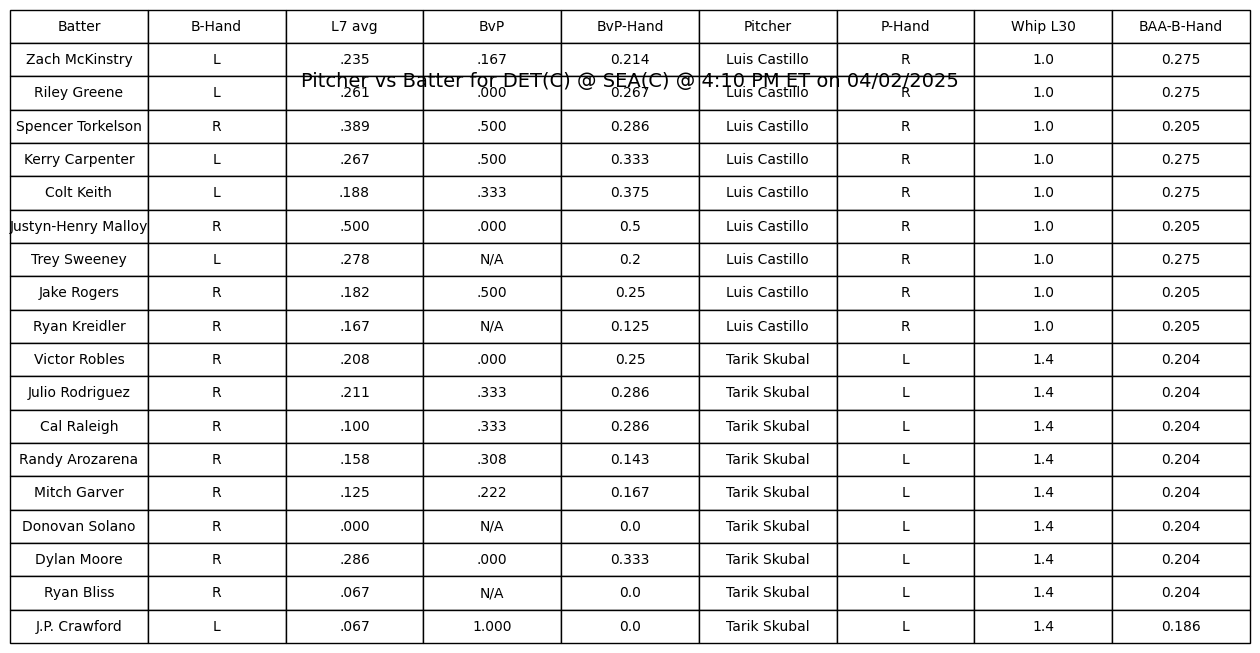 Batter B-Hand L7 avg BvP BvP-Hand Pitcher P-Hand Whip L30 BAA-B-Hand
Zach McKinstry L .235 .167 0.214 Luis Castillo R 1.0 0.275
Pitcher vs Batter for DET(C) @ SEA(C) @ 4:10 PM ET on 04/02/2025
Riley Greene L .261 .000 0.267 Luis Castillo R 1.0 0.275
Spencer Torkelson R .389 .500 0.286 Luis Castillo R 1.0 0.205
Kerry Carpenter L .267 .500 0.333 Luis Castillo R 1.0 0.275
Colt Keith L .188 .333 0.375 Luis Castillo R 1.0 0.275
Justyn-Henry Malloy R .500 .000 0.5 Luis Castillo R 1.0 0.205
Trey Sweeney L .278 N/A 0.2 Luis Castillo R 1.0 0.275
Jake Rogers R .182 .500 0.25 Luis Castillo R 1.0 0.205
Ryan Kreidler R .167 N/A 0.125 Luis Castillo R 1.0 0.205
Victor Robles R .208 .000 0.25 Tarik Skubal L 1.4 0.204
Julio Rodriguez R .211 .333 0.286 Tarik Skubal L 1.4 0.204
Cal Raleigh R .100 .333 0.286 Tarik Skubal L 1.4 0.204
Randy Arozarena R .158 .308 0.143 Tarik Skubal L 1.4 0.204
Mitch Garver R .125 .222 0.167 Tarik Skubal L 1.4 0.204
Donovan Solano R .000 N/A 0.0 Tarik Skubal L 1.4 0.204
Dylan Moore R .286 .000 0.333 Tarik Skubal L 1.4 0.204
Ryan Bliss R .067 N/A 0.0 Tarik Skubal L 1.4 0.204
J.P. Crawford L .067 1.000 0.0 Tarik Skubal L 1.4 0.186